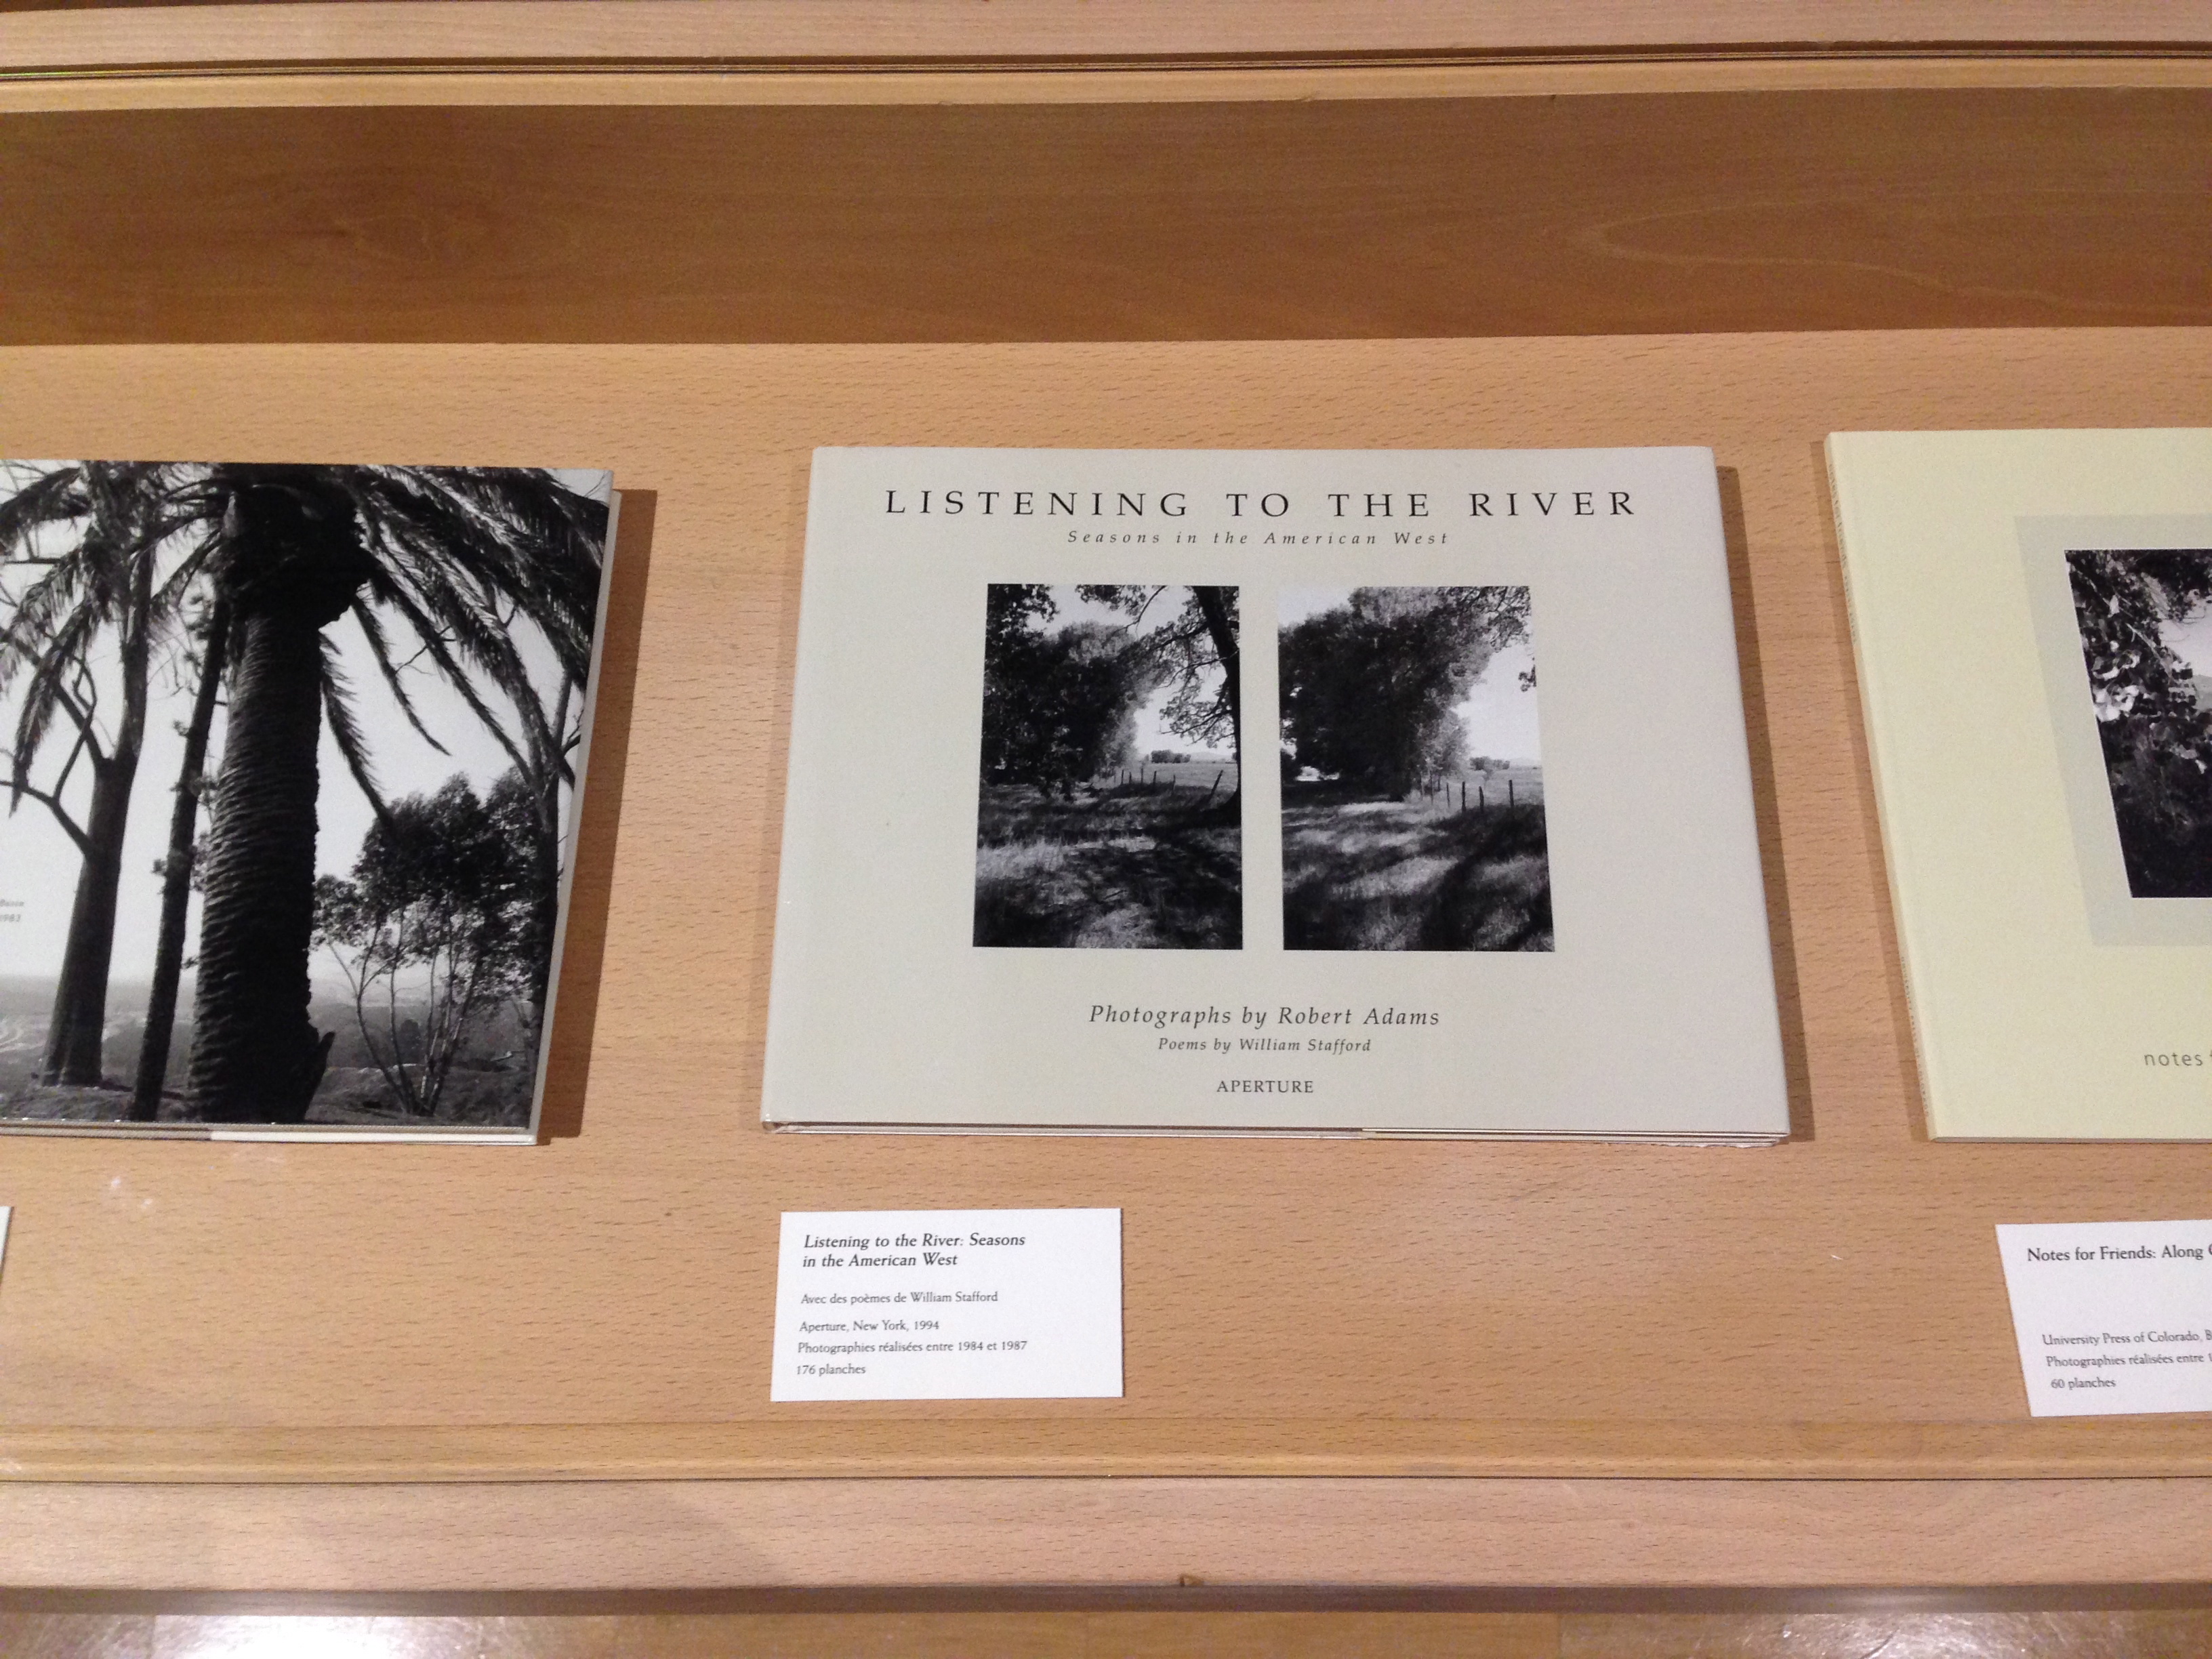 1983
LISTENING TO THE RIVER
Seasons in the American West
Photographs by Robert Adams
Poems by William Stafford
APERTURE
notes
Listening to the River: Seasons
in the American West
Avec des poèmes de William Stafford
Aperture, New York, 1994
Photographies réalisées entre 1984 et 1987
176 planches
Notes for Friends: Along
University Press of Colorado,
Photographies réalisées entre
60 planches